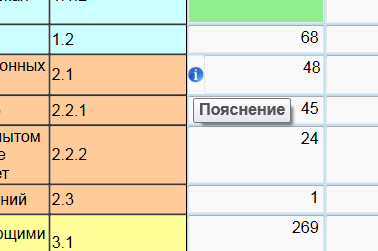 1.2 68
онных 2.1 48
2.2.1 Пояснение 45
ытом
е 2.2.2 24
ет
ний 2.3 1
ющими 3.1 269